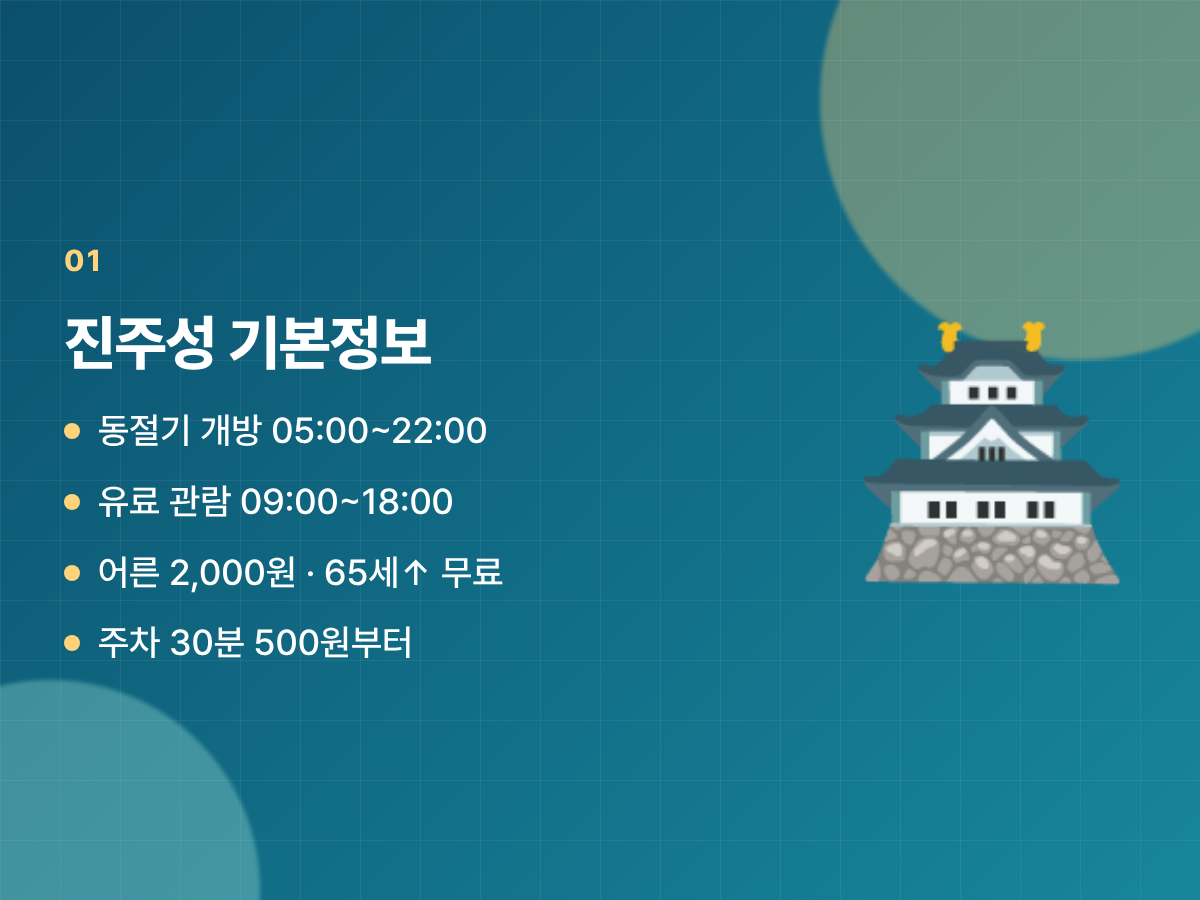 01
진주성 기본정보
동절기 개방 05:00~22:00
유료 관람 09:00~18:00
어른 2,000원 · 65세↑ 무료
주차 30분 500원부터